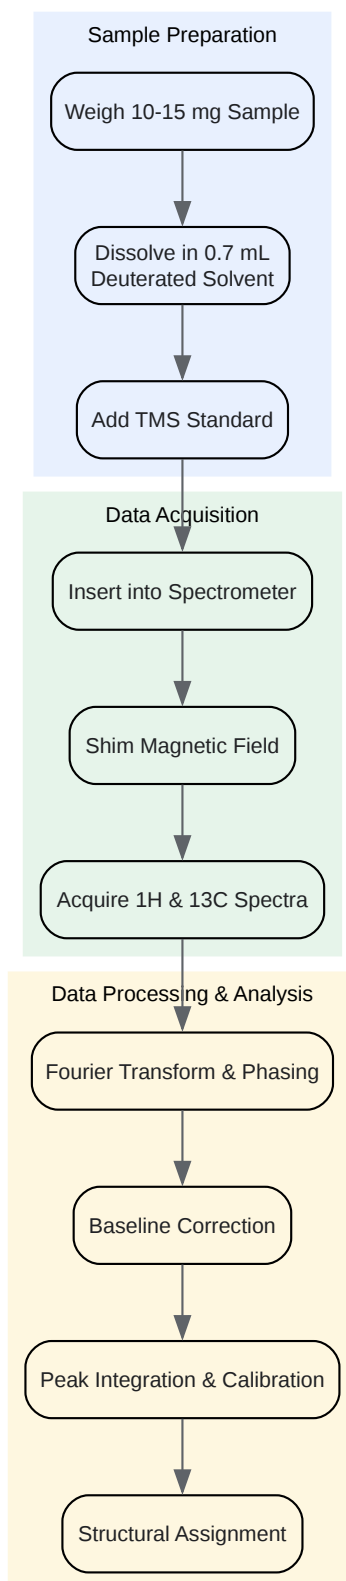 Sample Preparation
Weigh 10-15 mg Sample
Dissolve in 0.7 mL
Deuterated Solvent
Add TMS Standard
Data Acquisition
Insert into Spectrometer
Shim Magnetic Field
Acquire 1H & 13C Spectra
Data Processing & Analysis
Fourier Transform & Phasing
Baseline Correction
Peak Integration & Calibration
Structural Assignment